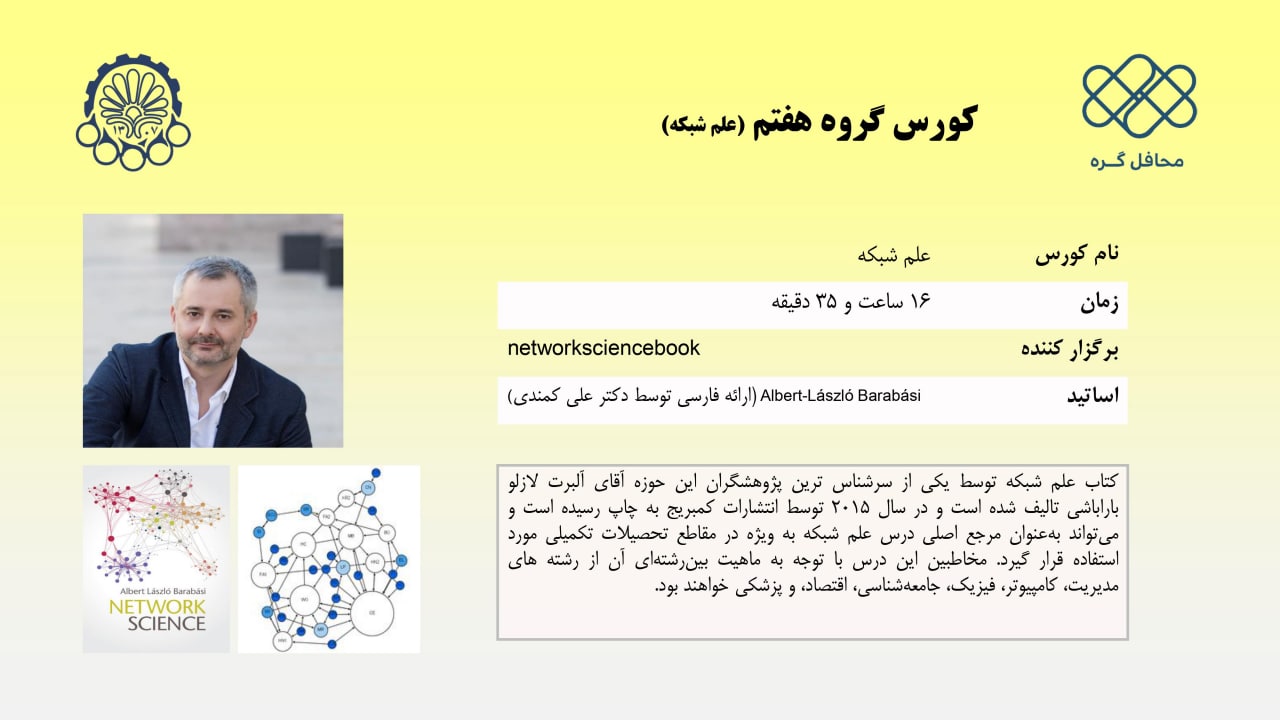 کورس گروه هفتم (علم شبکه)
محافل گره
۱۳۰۷
نام کورس علم شبکه
زمان ۱۶ ساعت و ۳۵ دقیقه
برگزار کننده networksciencebook
اساتید Albert-László Barabási (ارائه فارسی توسط دکتر علی کمندی)
کتاب علم شبکه توسط یکی از سرشناس ترین پژوهشگران این حوزه آقای آلبرت لازلو
باراباشی تالیف شده است و در سال ۲۰۱۵ توسط انتشارات کمبریج به چاپ رسیده است و
می‌تواند به‌عنوان مرجع اصلی درس علم شبکه به ویژه در مقاطع تحصیلات تکمیلی مورد
استفاده قرار گیرد. مخاطبین این درس با توجه به ماهیت بین‌رشته‌ای آن از رشته های
مدیریت، کامپیوتر، فیزیک، جامعه‌شناسی، اقتصاد، و پزشکی خواهند بود.
Albert László Barabási
NETWORK
SCIENCE